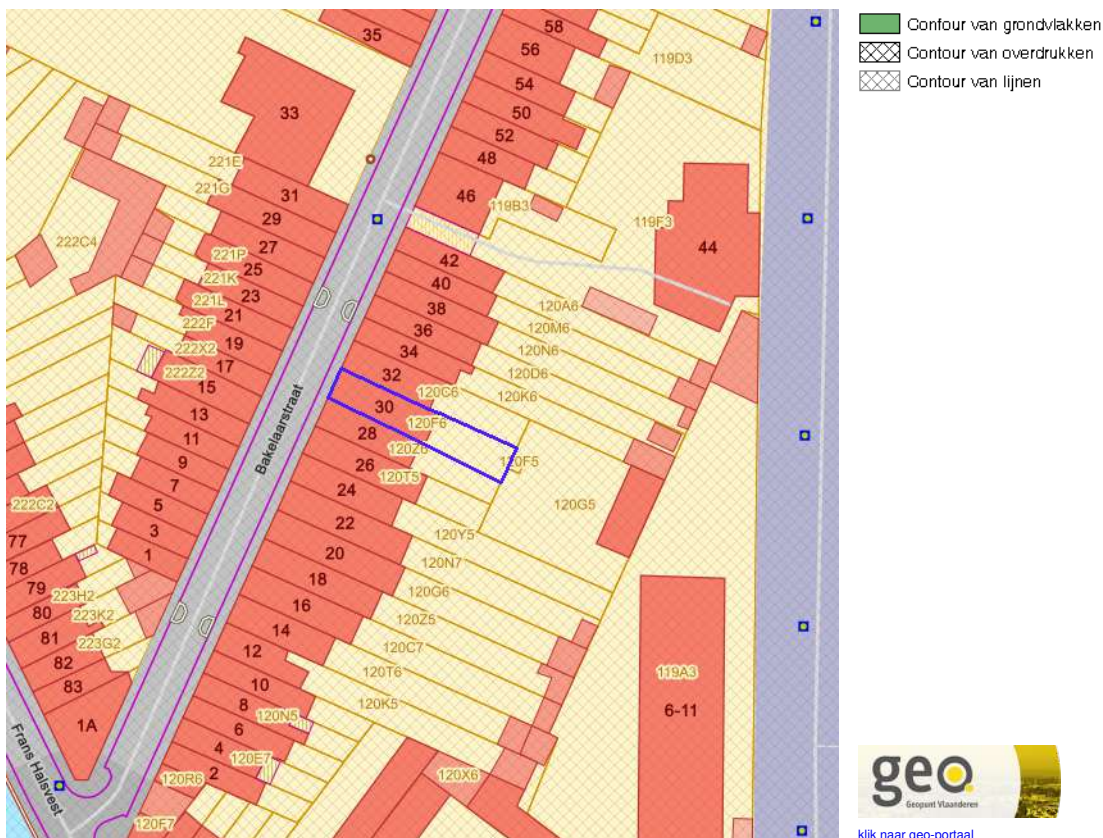 35
58
56
54
50
52
48
46
119D3
33
221E
221G
31
29
27
221P
25
221K
23
221L
21
222F
19
222X2
17
222Z2
15
13
11
9
7
5
3
1
222C4
222C2
77
78
79
80
81
82
83
1A
223H2
223K2
223G2
119B3
119F3
44
42
40
38
36
34
32
30
28
26
24
22
20
18
16
14
12
10
8
6
4
2
120A6
120M6
120N6
120D6
120K6
120C6
120F6
120Z6
120T5
120F5
120G5
120Y5
120N7
120G6
120Z5
120C7
120T6
120K5
120N5
120E7
120R6
120F7
120X6
119A3
6-11
Bakelaarstraat
Frans Halsvest
Contour van grondvlakken
Contour van overdrukken
Contour van lijnen
geo
Geopunt Vlaanderen
klik naar geo-portaal